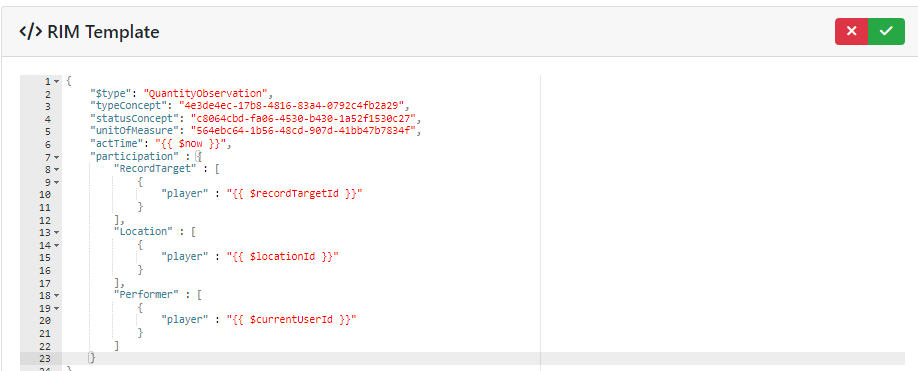 </> RIM Template
1 {
2 "$type": "QuantityObservation",
3 "typeConcept": "4e3de4ec-17b8-4816-83a4-0792c4fb2a29",
4 "statusConcept": "c8064cbd-fa06-4530-b430-1a52f1530c27",
5 "unitOfMeasure": "564ebc64-1b56-48cd-907d-41bb47b7834f",
6 "actTime": "{{ $now }}",
7 "participation" : {
8 "RecordTarget" : [
9 {
10 "player" : "{{ $recordTargetId }}"
11 }
12 ],
13 "Location" : [
14 {
15 "player" : "{{ $locationId }}"
16 }
17 ],
18 "Performer" : [
19 {
20 "player" : "{{ $currentUserId }}"
21 }
22 ]
23 }
24 }